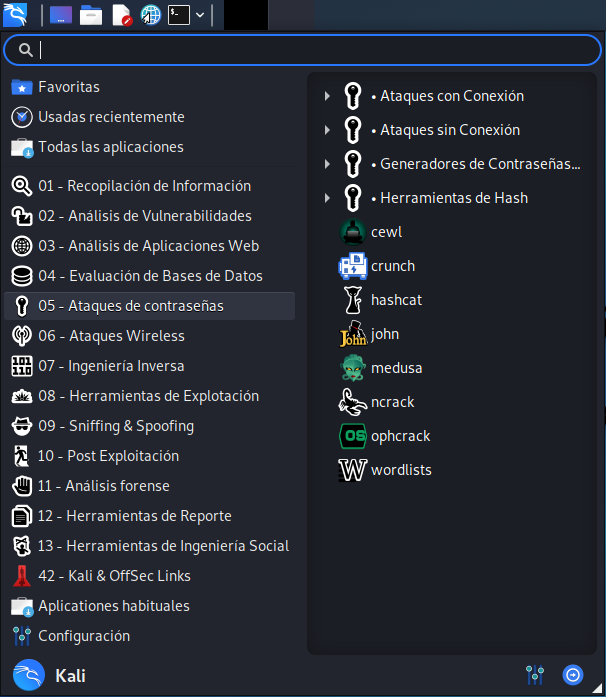 Favoritas
Usadas recientemente
Todas las aplicaciones
01 - Recopilación de Información
02 - Análisis de Vulnerabilidades
03 - Análisis de Aplicaciones Web
04 - Evaluación de Bases de Datos
05 - Ataques de contraseñas
06 - Ataques Wireless
07 - Ingeniería Inversa
08 - Herramientas de Explotación
09 - Sniffing & Spoofing
10 - Post Explotación
11 - Análisis forense
12 - Herramientas de Reporte
13 - Herramientas de Ingeniería Social
42 - Kali & OffSec Links
Aplicationes habituales
Configuración
• Ataques con Conexión
• Ataques sin Conexión
• Generadores de Contraseñas...
• Herramientas de Hash
cewl
crunch
hashcat
John john
medusa
ncrack
OS ophcrack
W wordlists
Kali